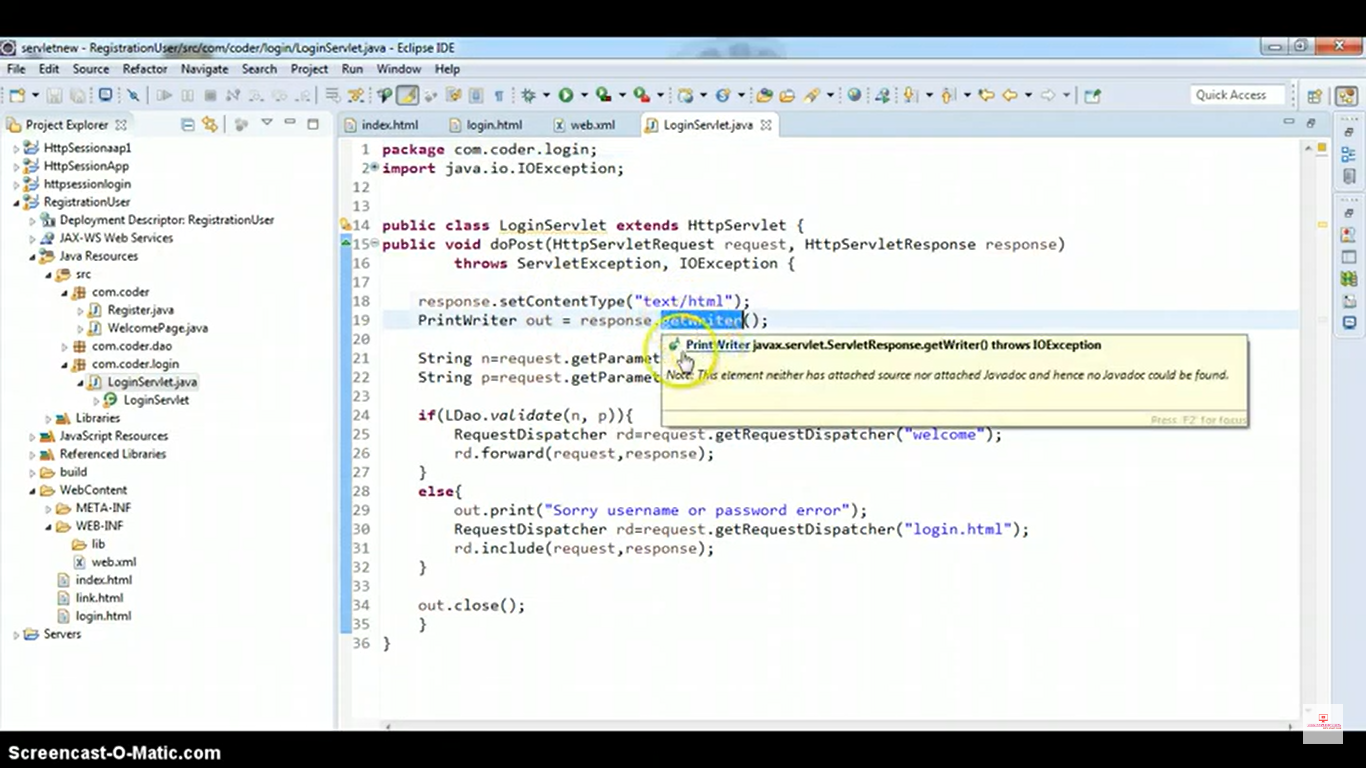 servletnew - RegistrationUser/src/com/coder/login/LoginServlet.java - Eclipse IDE
File Edit Source Refactor Navigate Search Project Run Window Help
Quick Access
Project Explorer
index.html login.html web.xml LoginServlet.java
HttpSessionaap1
HttpSessionApp
httpsessionlogin
RegistrationUser
Deployment Descriptor: RegistrationUser
JAX-WS Web Services
Java Resources
src
com.coder
Register.java
WelcomePage.java
com.coder.dao
com.coder.login
LoginServlet.java
LoginServlet
Libraries
JavaScript Resources
Referenced Libraries
build
WebContent
META-INF
WEB-INF
lib
web.xml
index.html
link.html
login.html
Servers
1 package com.coder.login;
2 import java.io.IOException;
12
13
14 public class LoginServlet extends HttpServlet {
15 public void doPost(HttpServletRequest request, HttpServletResponse response)
16 throws ServletException, IOException {
17
18 response.setContentType("text/html");
19 PrintWriter out = response.getWriter();
20
21 String n=request.getParamet
22 String p=request.getParamet
23
24 if(LDao.validate(n, p)){
25 RequestDispatcher rd=request.getRequestDispatcher("welcome");
26 rd.forward(request,response);
27 }
28 else{
29 out.print("Sorry username or password error");
30 RequestDispatcher rd=request.getRequestDispatcher("login.html");
31 rd.include(request,response);
32 }
33
34 out.close();
35 }
36 }
PrintWriter javax.servlet.ServletResponse.getWriter() throws IOException
Note: This element neither has attached source nor attached Javadoc and hence no Javadoc could be found.
Press 'F2' for focus
Screencast-O-Matic.com